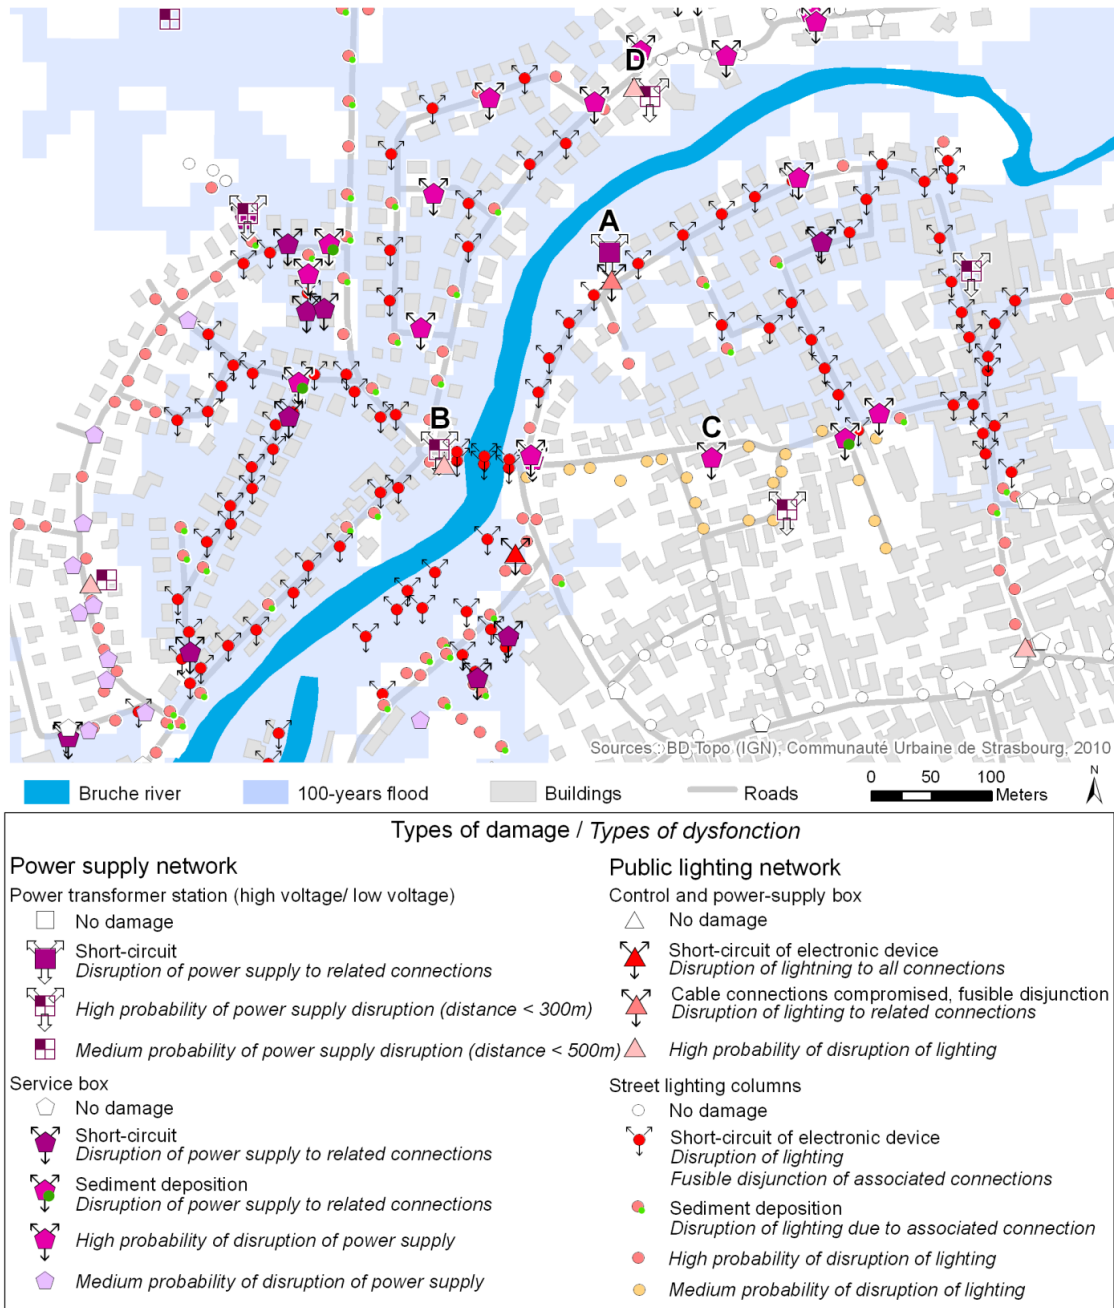 D
A
B
C
Sources : BD Topo (IGN), Communauté Urbaine de Strasbourg, 2010
Bruche river
100-years flood
Buildings
Roads
0 50 100
Meters
N
Types of damage / Types of dysfonction
Power supply network
Power transformer station (high voltage/ low voltage)
No damage
Short-circuit
Disruption of power supply to related connections
High probability of power supply disruption (distance < 300m)
Medium probability of power supply disruption (distance < 500m)
Service box
No damage
Short-circuit
Disruption of power supply to related connections
Sediment deposition
Disruption of power supply to related connections
High probability of disruption of power supply
Medium probability of disruption of power supply
Public lighting network
Control and power-supply box
No damage
Short-circuit of electronic device
Disruption of lightning to all connections
Cable connections compromised, fusible disjunction
Disruption of lighting to related connections
High probability of disruption of lighting
Street lighting columns
No damage
Short-circuit of electronic device
Disruption of lighting
Fusible disjunction of associated connections
Sediment deposition
Disruption of lighting due to associated connection
High probability of disruption of lighting
Medium probability of disruption of lighting